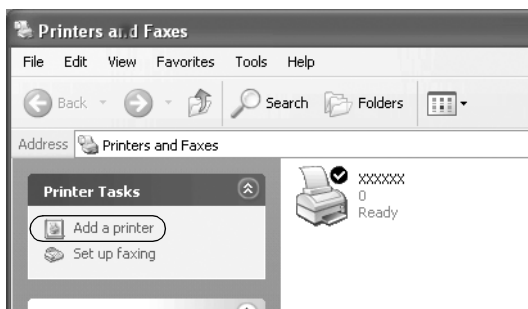 Printers and Faxes
File Edit View Favorites Tools Help
Back Search Folders
Address Printers and Faxes
Printer Tasks
Add a printer
Set up faxing
xxxxxx
0
Ready